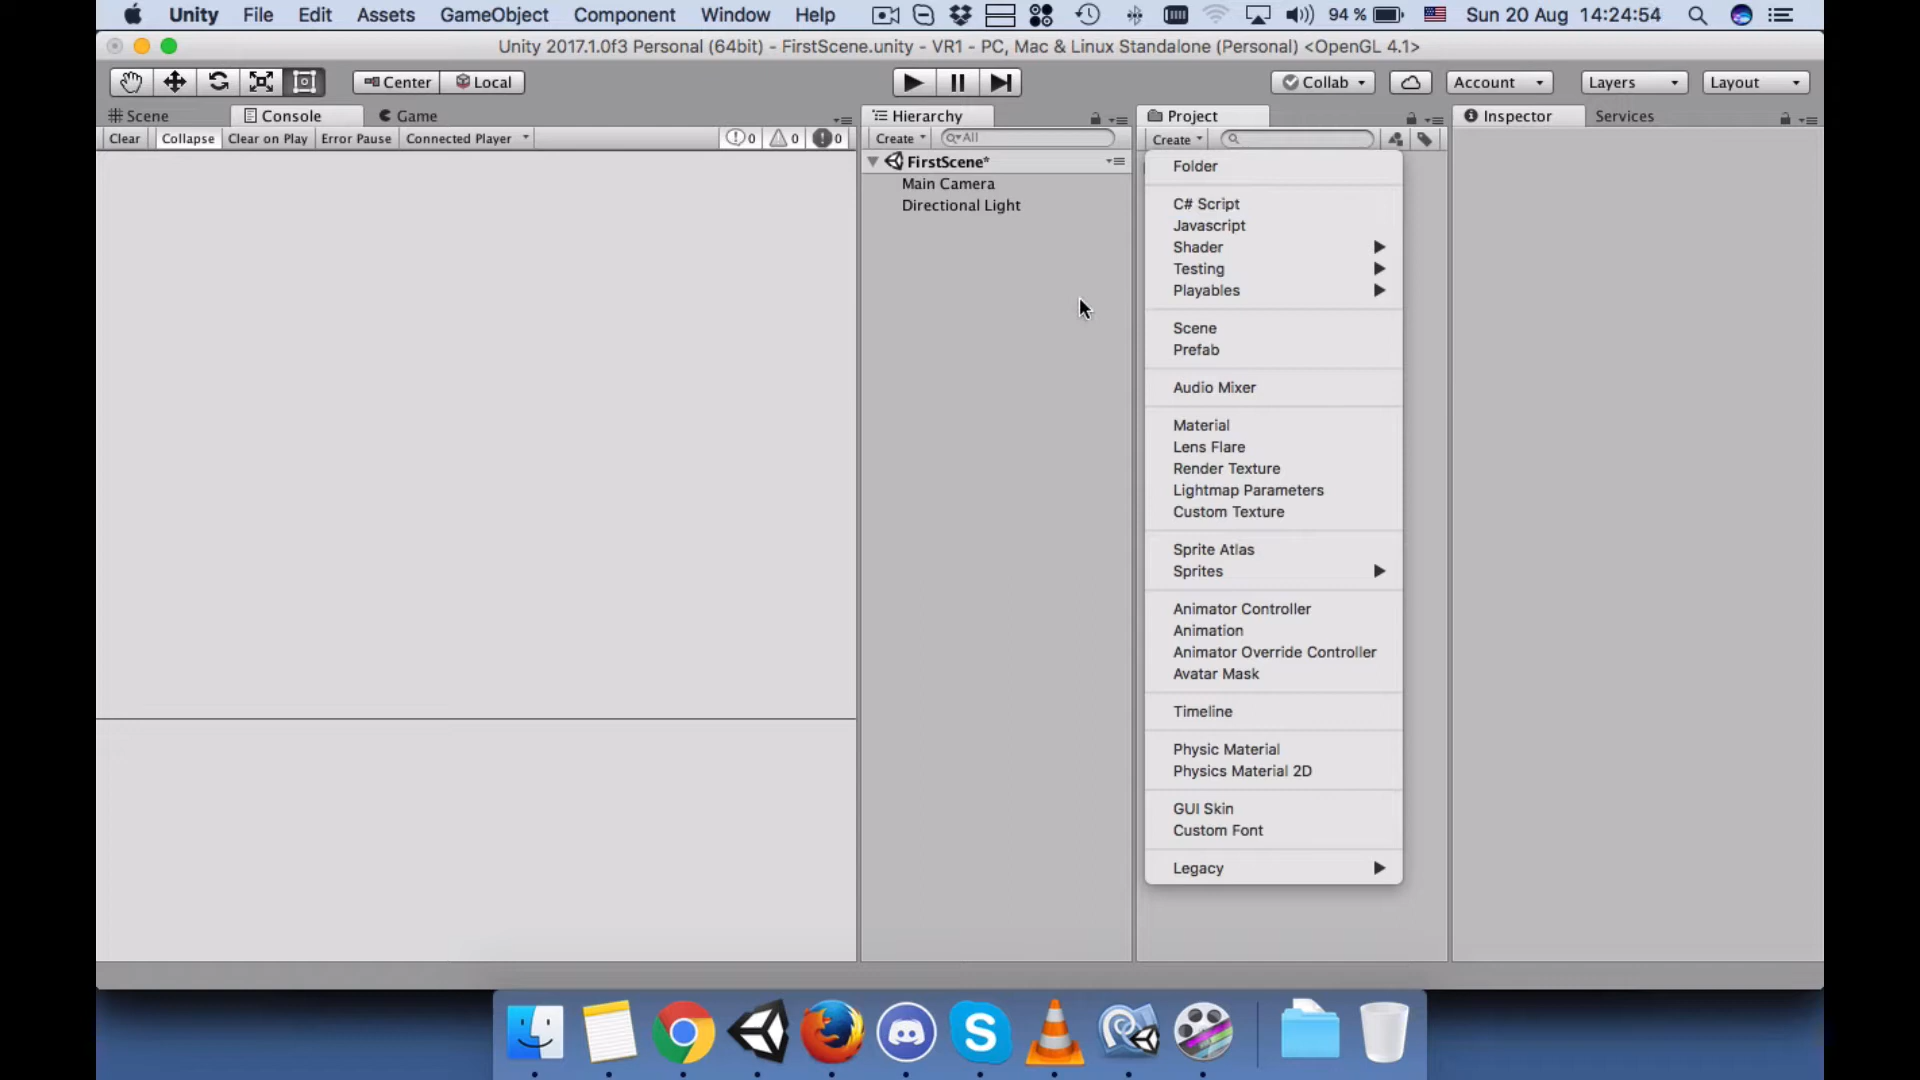 Unity File Edit Assets GameObject Component Window Help 94 % Sun 20 Aug 14:24:54
Unity 2017.1.0f3 Personal (64bit) - FirstScene.unity - VR1 - PC, Mac & Linux Standalone (Personal) <OpenGL 4.1>
Center Local Collab Account Layers Layout
Scene Console Game Hierarchy Project Inspector Services
Clear Collapse Clear on Play Error Pause Connected Player 0 0 0 Create All Create
FirstScene*
Main Camera
Directional Light
Folder
C# Script
Javascript
Shader
Testing
Playables
Scene
Prefab
Audio Mixer
Material
Lens Flare
Render Texture
Lightmap Parameters
Custom Texture
Sprite Atlas
Sprites
Animator Controller
Animation
Animator Override Controller
Avatar Mask
Timeline
Physic Material
Physics Material 2D
GUI Skin
Custom Font
Legacy